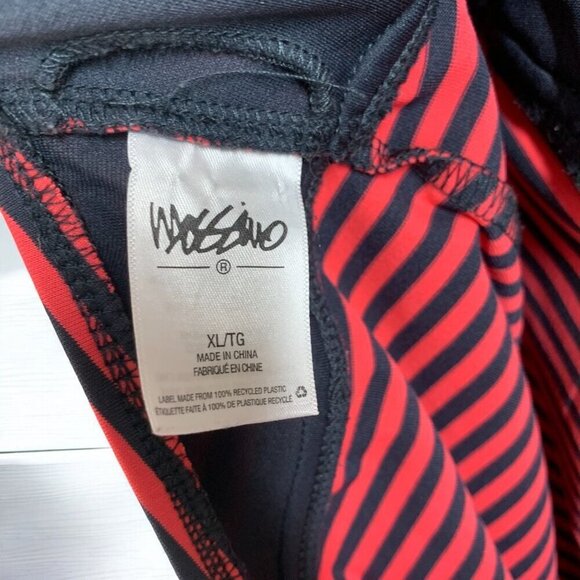 Mossimo
®
XL/TG
MADE IN CHINA
FABRIQUÉ EN CHINE
LABEL MADE FROM 100% RECYCLED PLASTIC
ÉTIQUETTE FAITE À 100% DE PLASTIQUE RECYCLÉ